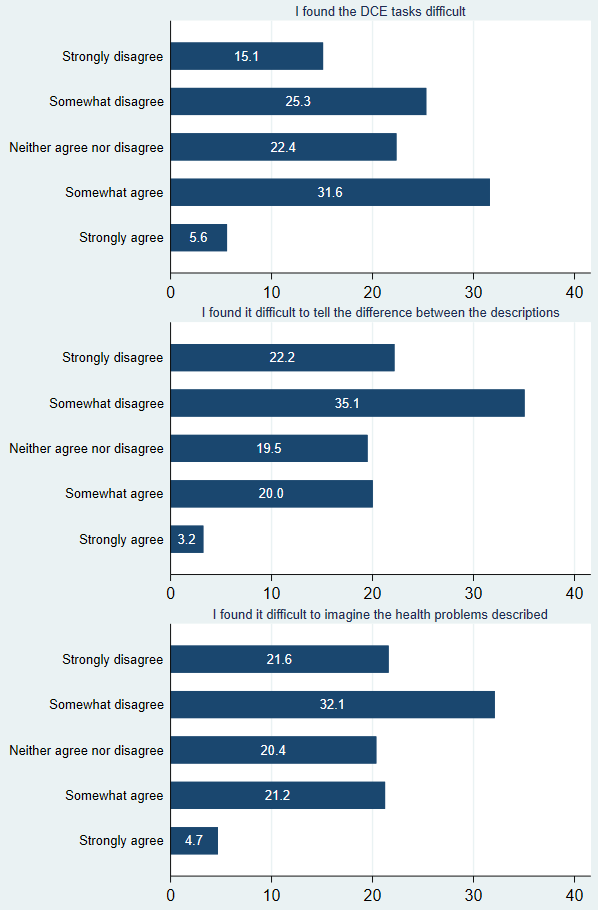 I found the DCE tasks difficult
Strongly disagree 15.1
Somewhat disagree 25.3
Neither agree nor disagree 22.4
Somewhat agree 31.6
Strongly agree 5.6
0 10 20 30 40
I found it difficult to tell the difference between the descriptions
Strongly disagree 22.2
Somewhat disagree 35.1
Neither agree nor disagree 19.5
Somewhat agree 20.0
Strongly agree 3.2
0 10 20 30 40
I found it difficult to imagine the health problems described
Strongly disagree 21.6
Somewhat disagree 32.1
Neither agree nor disagree 20.4
Somewhat agree 21.2
Strongly agree 4.7
0 10 20 30 40